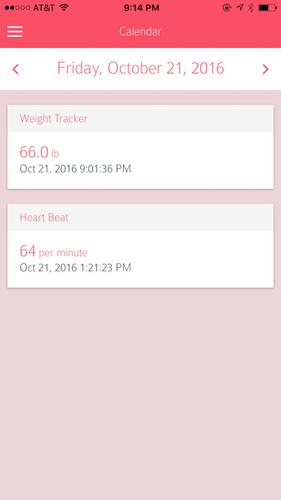 AT&T 9:14 PM
Calendar
Friday, October 21, 2016
Weight Tracker
66.0 lb
Oct 21, 2016 9:01:36 PM
Heart Beat
64 per minute
Oct 21, 2016 1:21:23 PM